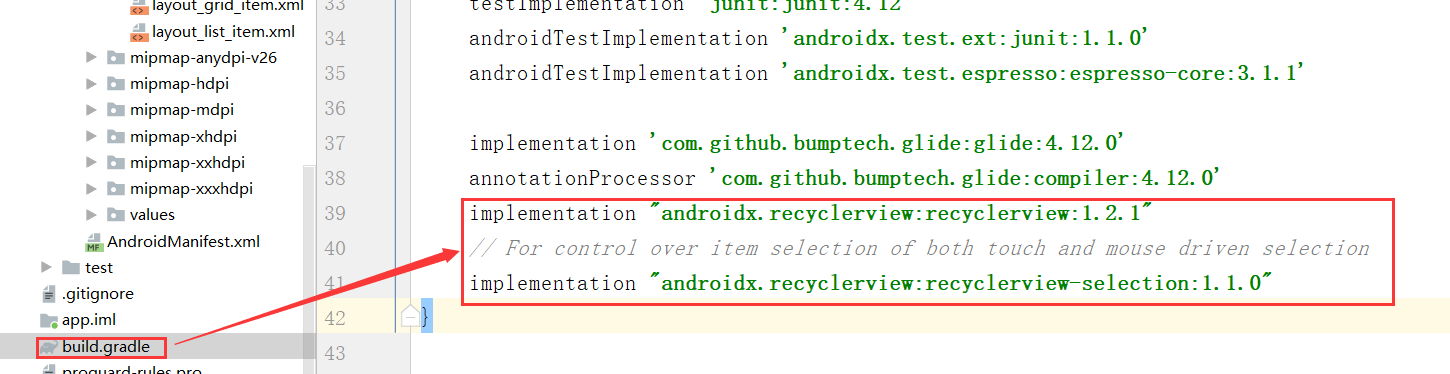 layout_grid_item.xml
layout_list_item.xml
mipmap-anydpi-v26
mipmap-hdpi
mipmap-mdpi
mipmap-xhdpi
mipmap-xxhdpi
mipmap-xxxhdpi
values
MF AndroidManifest.xml
test
.gitignore
app.iml
build.gradle
proguard-rules.pro
33 testImplementation 'junit:junit:4.12'
34 androidTestImplementation 'androidx.test.ext:junit:1.1.0'
35 androidTestImplementation 'androidx.test.espresso:espresso-core:3.1.1'
36
37 implementation 'com.github.bumptech.glide:glide:4.12.0'
38 annotationProcessor 'com.github.bumptech.glide:compiler:4.12.0'
39 implementation "androidx.recyclerview:recyclerview:1.2.1"
40 // For control over item selection of both touch and mouse driven selection
41 implementation "androidx.recyclerview:recyclerview-selection:1.1.0"
42 }
43